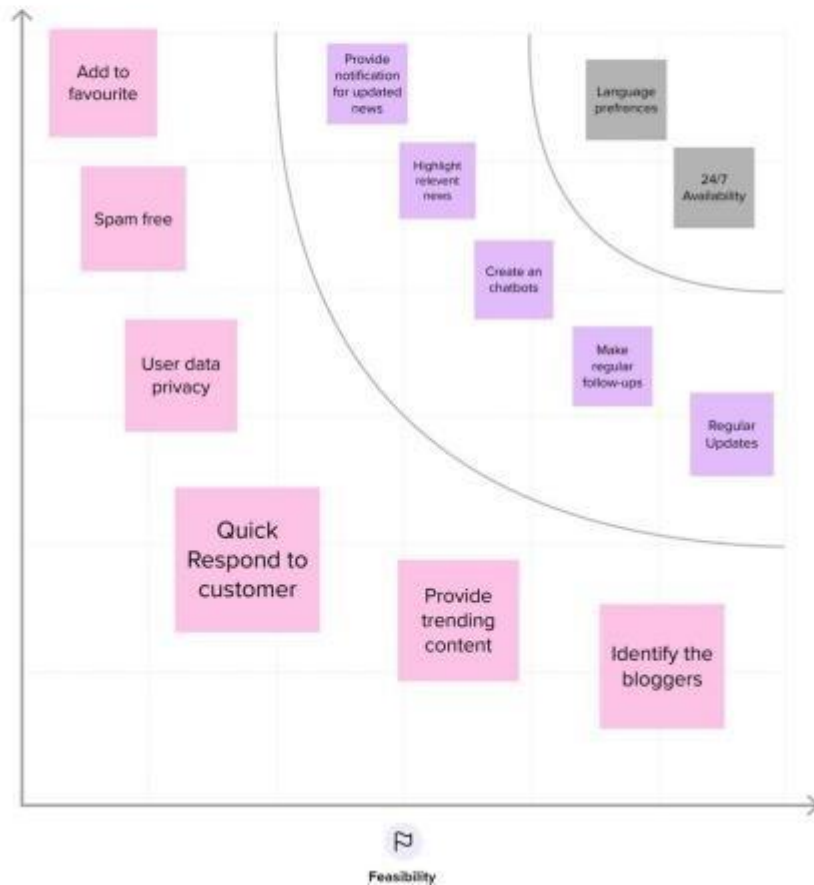 Add to
favourite
Provide
notification
for updated
news
Language
prefrences
Highlight
relevent
news
24/7
Availability
Spam free
Create an
chatbots
User data
privacy
Make
regular
follow-ups
Regular
Updates
Quick
Respond to
customer
Provide
trending
content
Identify the
bloggers
Feasibility